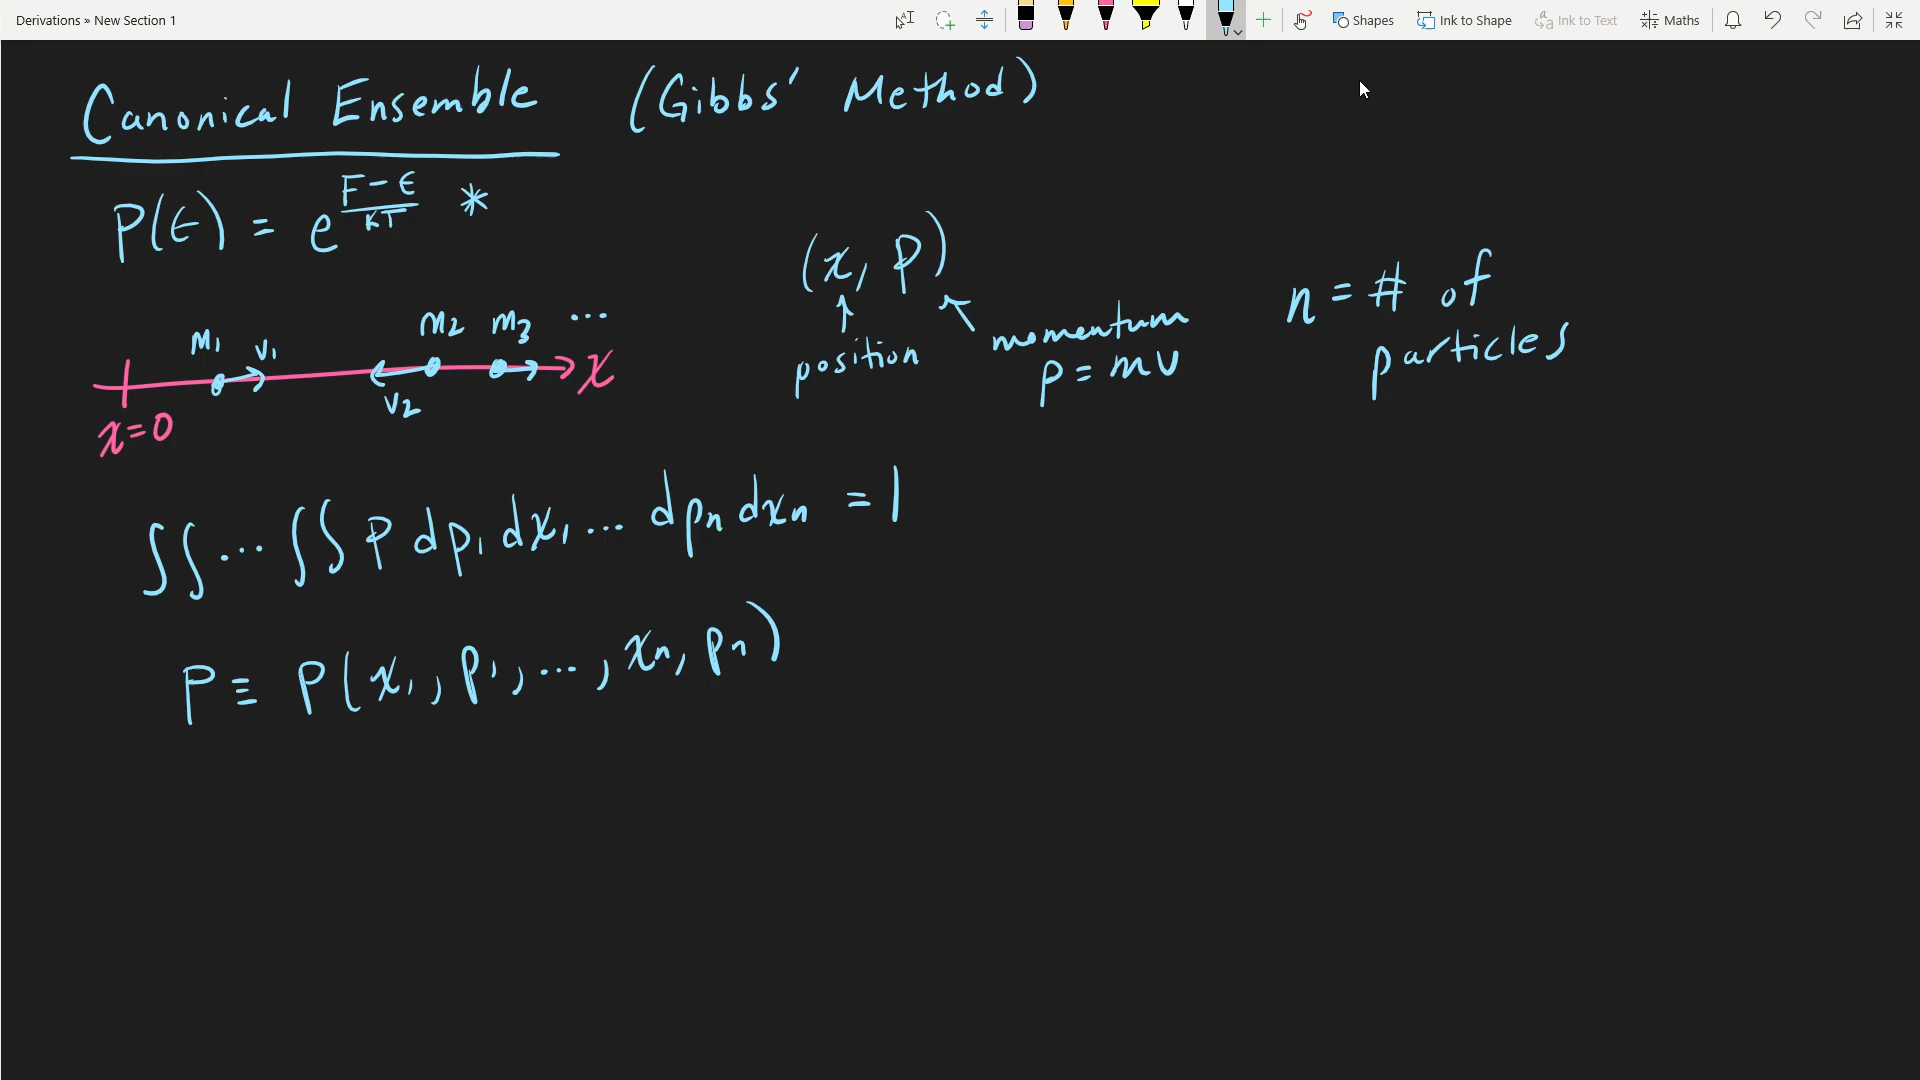 Derivations » New Section 1
Shapes Ink to Shape Ink to Text Maths
Canonical Ensemble (Gibbs' Method)
P(ϵ) = e^{(F-ϵ)/KT} *
(x, p)
position
momentum
p = mv
n = # of
particles
m₁ v₁ m₂ v₂ m₃ ... x
x=0
∫∫...∫∫ P dp₁ dx₁ ... dpₙ dxₙ = 1
P ≡ P(x₁, p₁, ..., xₙ, pₙ)